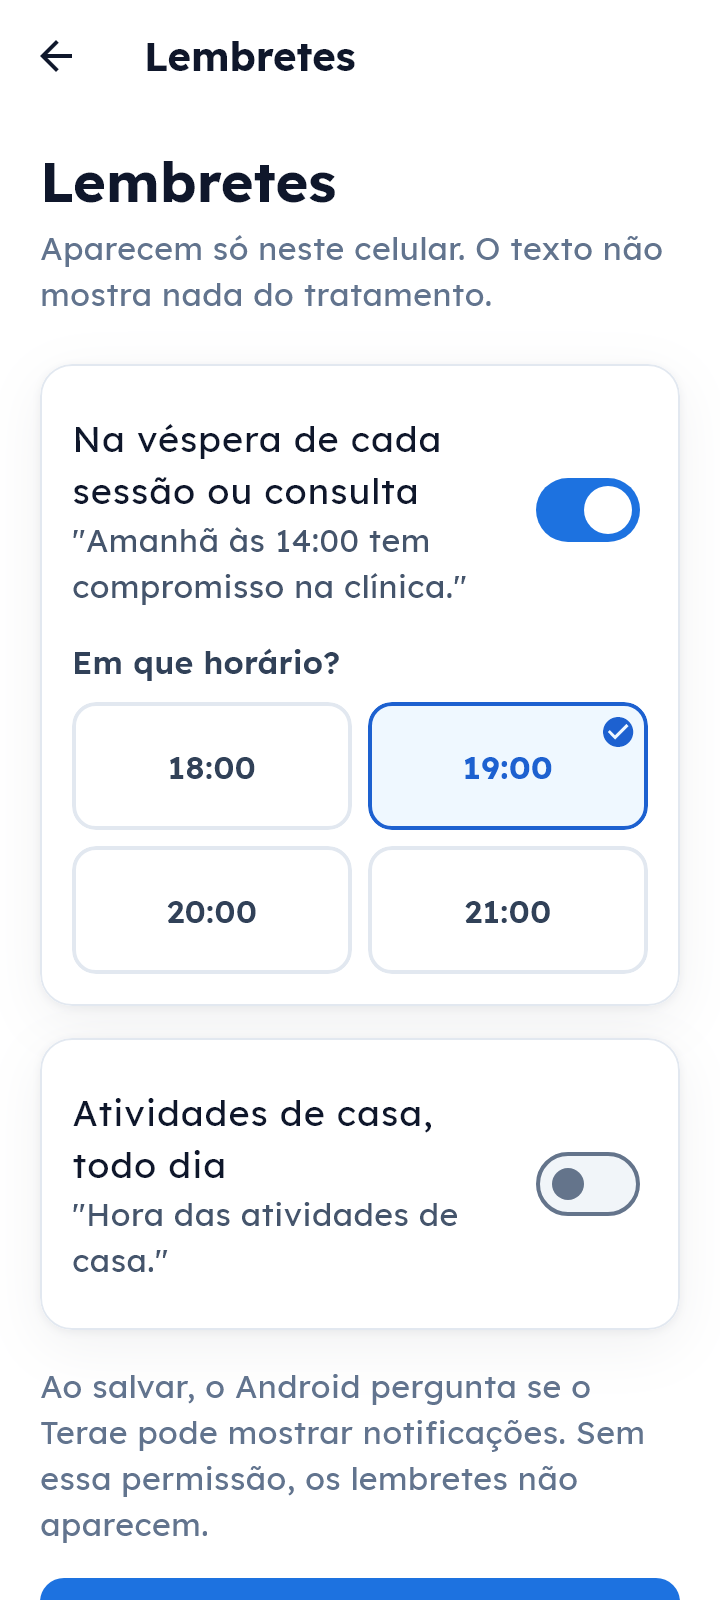 Lembretes
Lembretes
Aparecem só neste celular. O texto não
mostra nada do tratamento.
Na véspera de cada
sessão ou consulta
"Amanhã às 14:00 tem
compromisso na clínica."
Em que horário?
18:00
19:00
20:00
21:00
Atividades de casa,
todo dia
"Hora das atividades de
casa."
Ao salvar, o Android pergunta se o
Terae pode mostrar notificações. Sem
essa permissão, os lembretes não
aparecem.